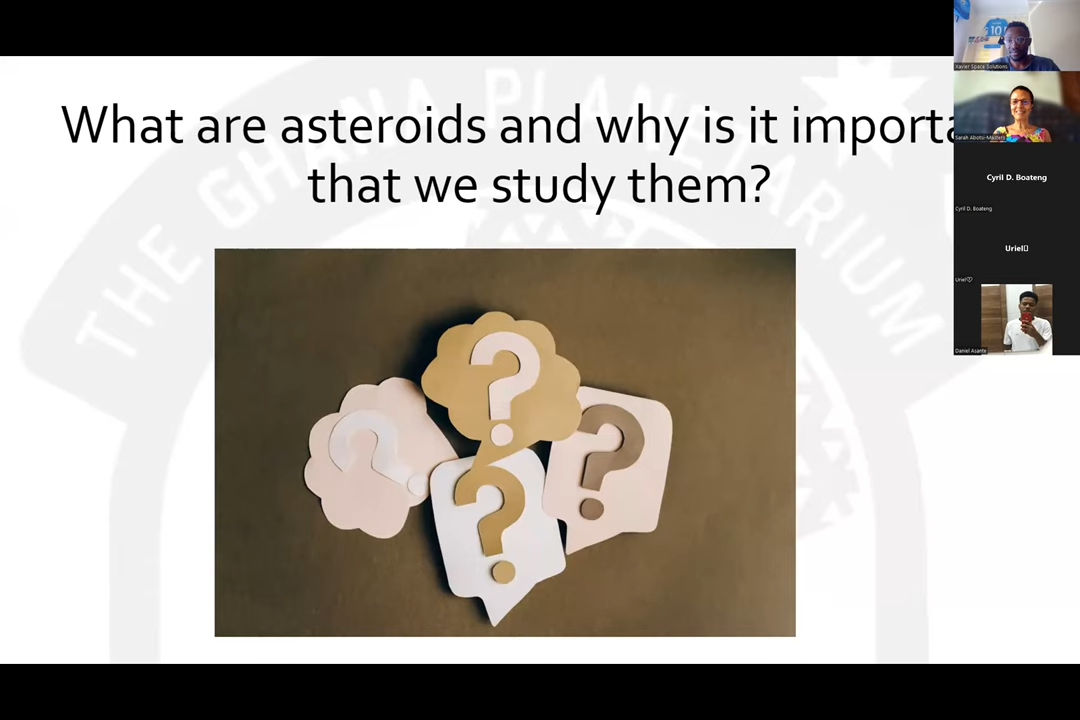 What are asteroids and why is it importa
that we study them?
THE GHANA PLANETARIUM
10
Xavier Space Solutions
Sarah Abotsi-Masters
Cyril D. Boateng
Cyril D. Boateng
Uriel
Uriel♡
Daniel Asante
? ? ? ?